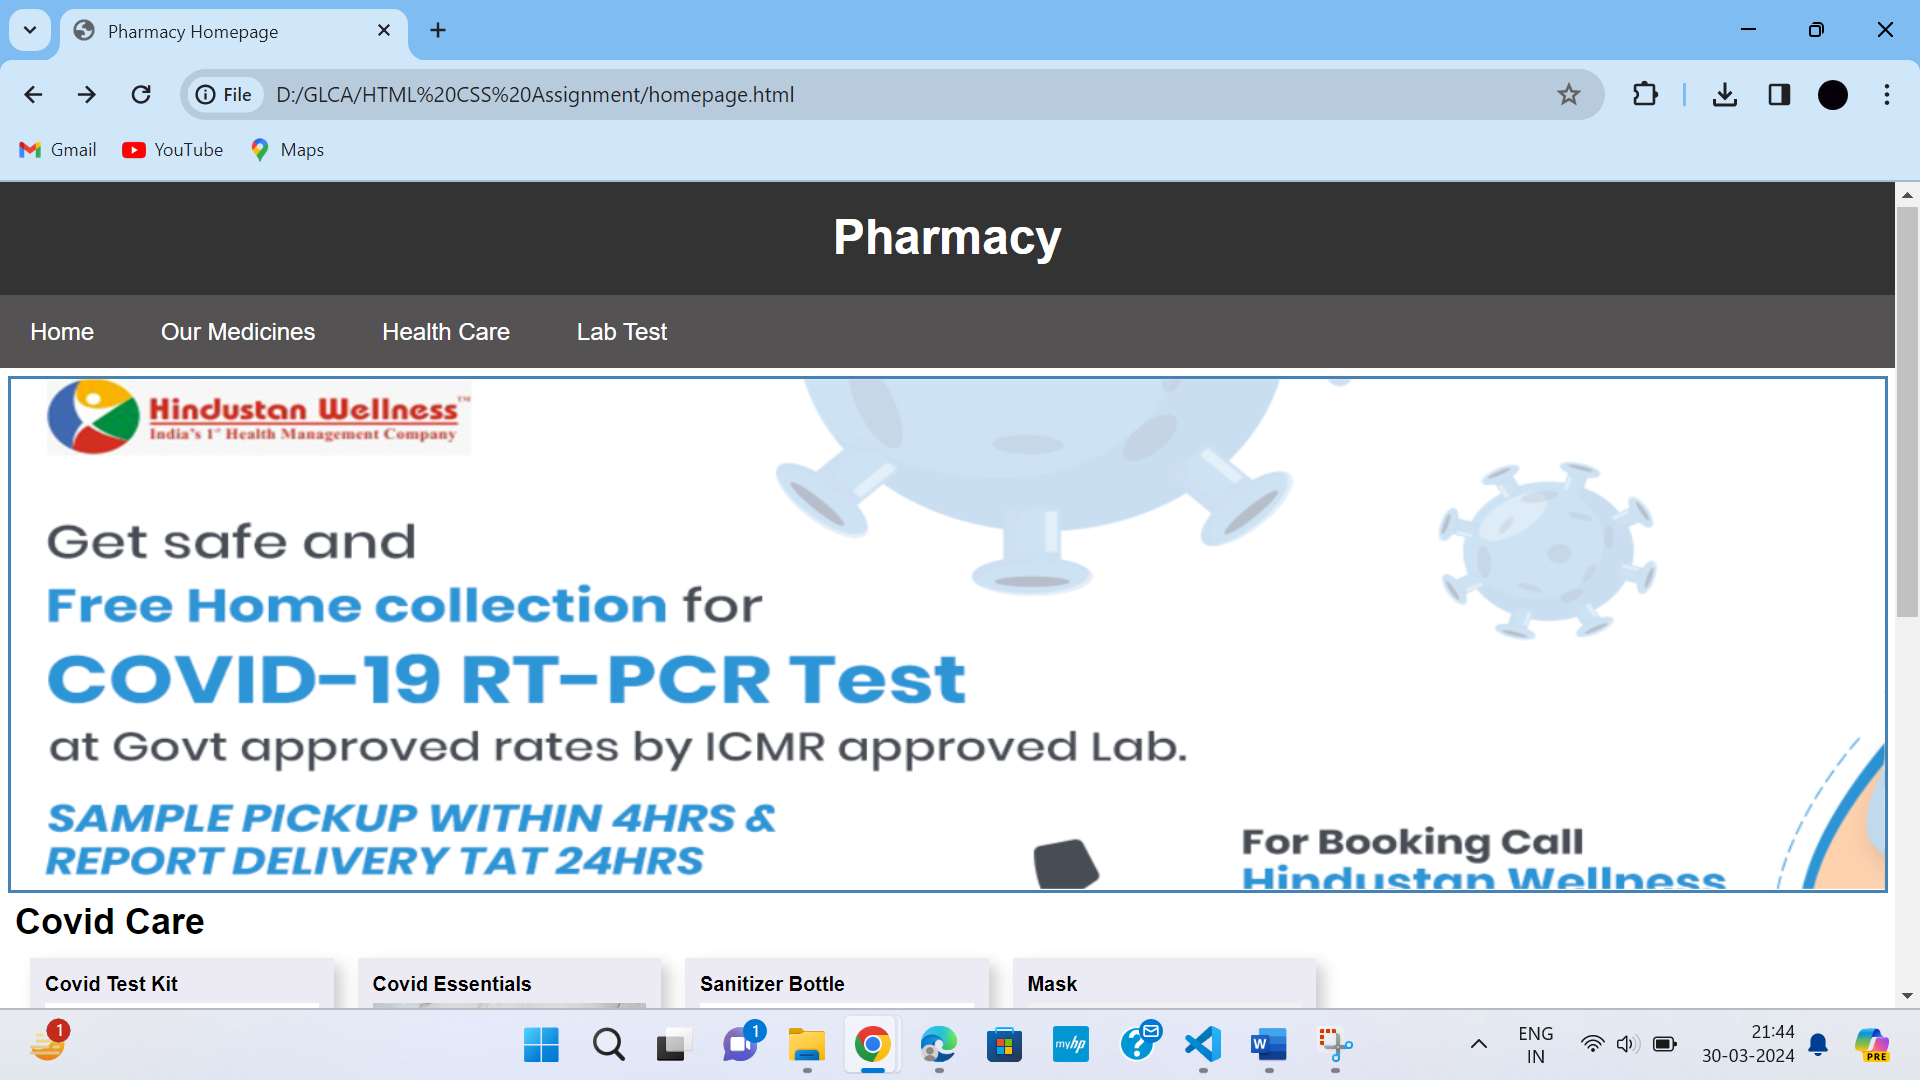 Pharmacy Homepage
File D:/GLCA/HTML%20CSS%20Assignment/homepage.html
Gmail YouTube Maps
Pharmacy
Home Our Medicines Health Care Lab Test
Hindustan Wellness™
India's 1st Health Management Company
Get safe and
Free Home collection for
COVID-19 RT-PCR Test
at Govt approved rates by ICMR approved Lab.
SAMPLE PICKUP WITHIN 4HRS &
REPORT DELIVERY TAT 24HRS
For Booking Call
Hindustan Wellness
Covid Care
Covid Test Kit Covid Essentials Sanitizer Bottle Mask
1
1
myhp
W
ENG
IN
21:44
30-03-2024
PRE